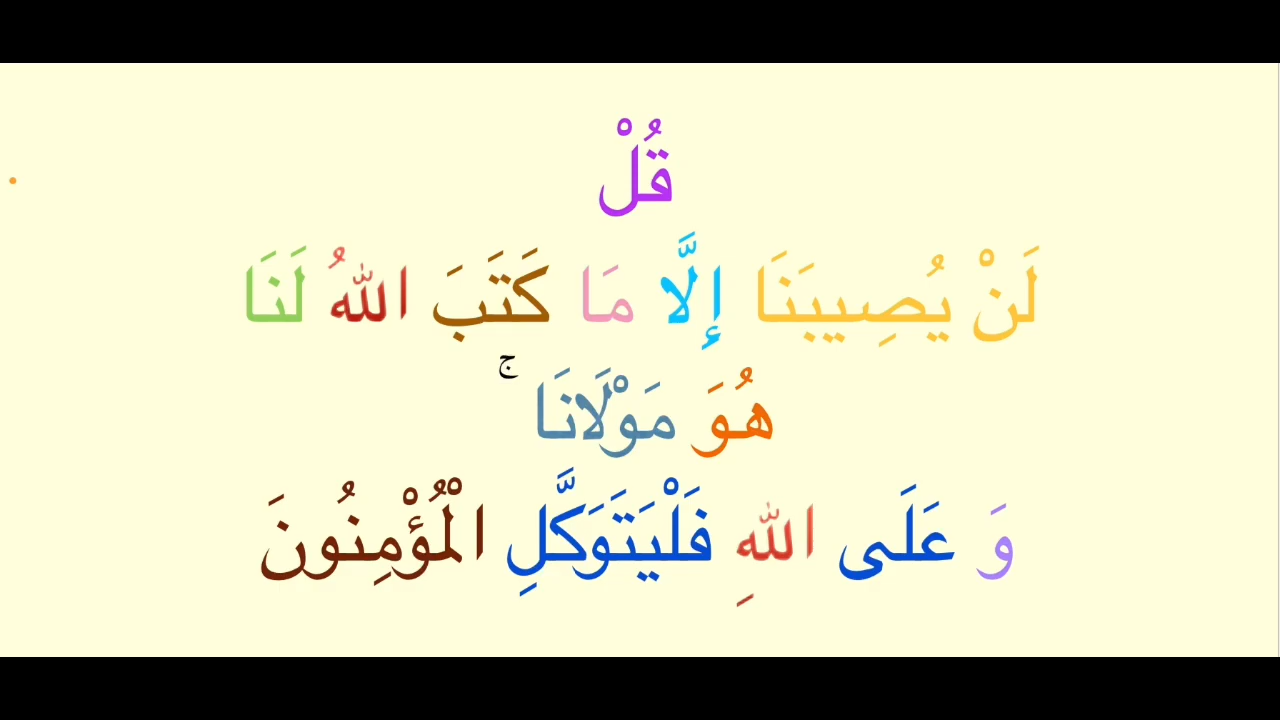 قُلْ
لَنْ يُصِيبَنَا إِلَّا مَا كَتَبَ اللهُ لَنَا
هُوَ مَوْلَانَا ۚ
وَ عَلَى اللهِ فَلْيَتَوَكَّلِ الْمُؤْمِنُونَ